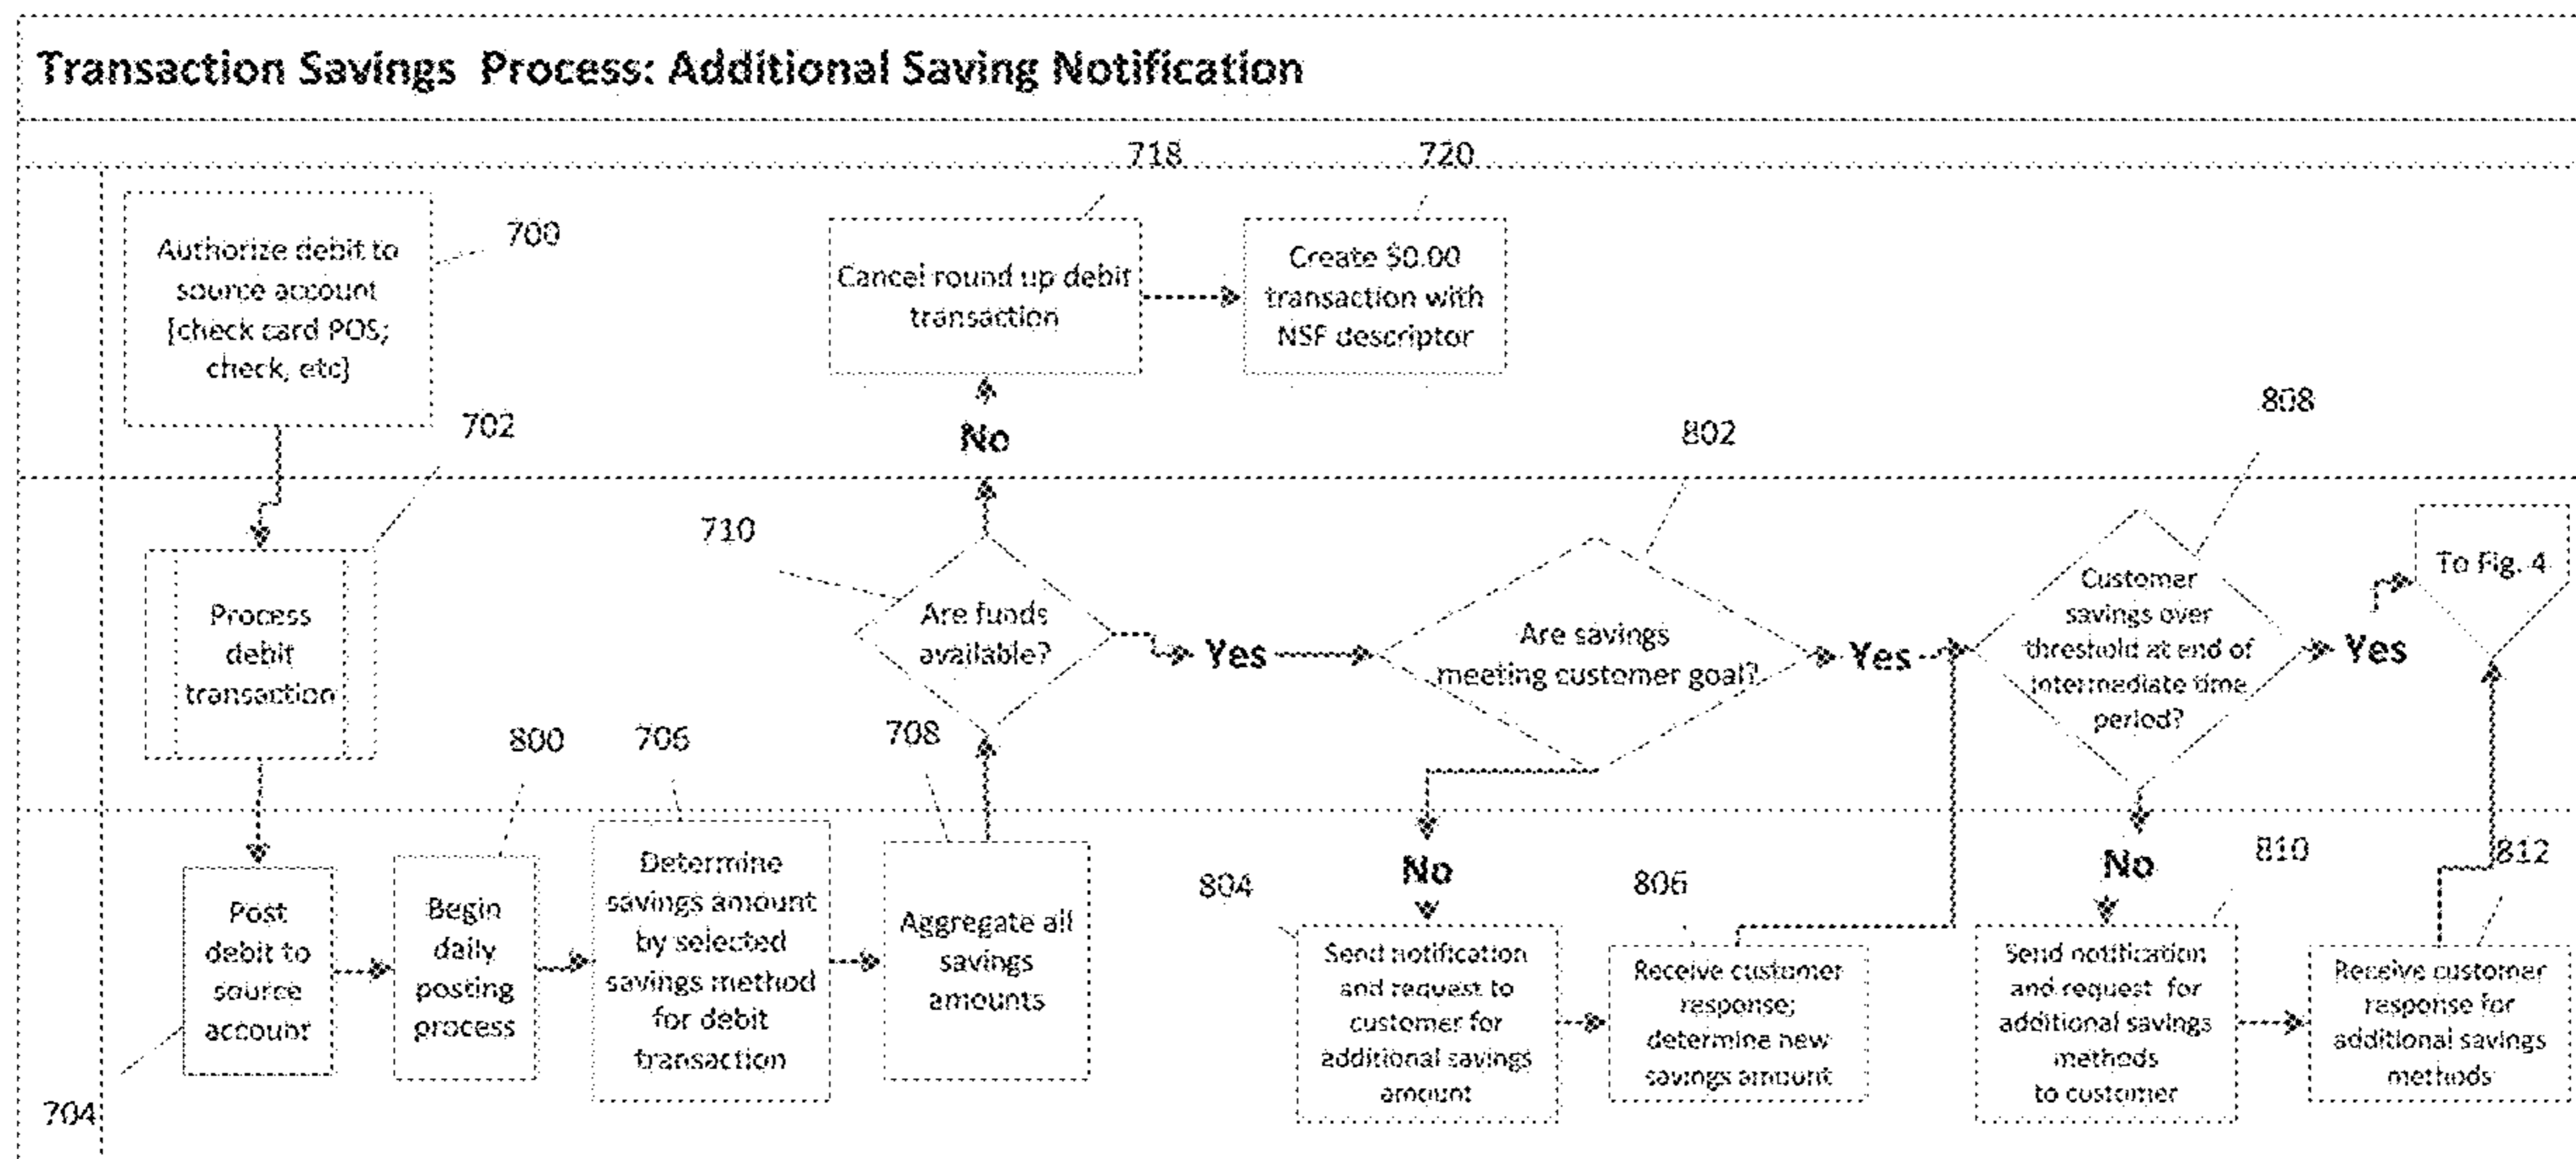 Transaction Savings Process: Additional Saving Notification
718
720
Authorize debit to
source account
[check card POS;
check, etc]
700
Cancel round up debit
transaction
Create $0.00
transaction with
NSF descriptor
702
No
802
808
Process
debit
transaction
710
Are funds
available?
Yes
Are savings
meeting customer goal?
Yes
Customer
savings over
threshold at end of
intermediate time
period?
Yes
To Fig. 4
800
706
708
Post
debit to
source
account
704
Begin
daily
posting
process
Determine
savings amount
by selected
savings method
for debit
transaction
Aggregate all
savings
amounts
No
804
Send notification
and request to
customer for
additional savings
amount
806
Receive customer
response;
determine new
savings amount
No
810
Send notification
and request for
additional savings
methods
to customer
812
Receive customer
response for
additional savings
methods